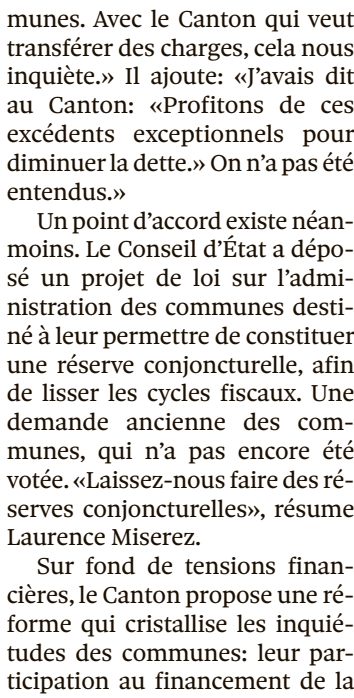 munes. Avec le Canton qui veut
transférer des charges, cela nous
inquiète.» Il ajoute: «J’avais dit
au Canton: «Profitons de ces
excédents exceptionnels pour
diminuer la dette.» On n’a pas été
entendus.»
Un point d’accord existe néan-
moins. Le Conseil d’État a dépo-
sé un projet de loi sur l’admi-
nistration des communes desti-
né à leur permettre de constituer
une réserve conjoncturelle, afin
de lisser les cycles fiscaux. Une
demande ancienne des com-
munes, qui n’a pas encore été
votée. «Laissez-nous faire des ré-
serves conjoncturelles», résume
Laurence Miserez.
Sur fond de tensions finan-
cières, le Canton propose une ré-
forme qui cristallise les inquié-
tudes des communes: leur par-
ticipation au financement de la